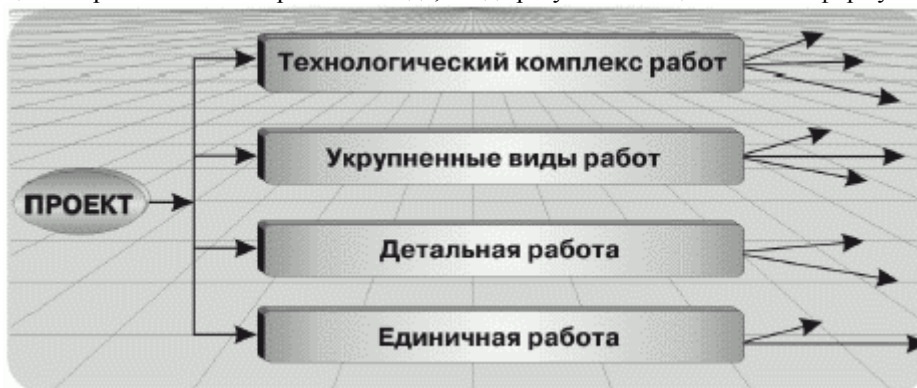 Технологический комплекс работ
Укрупненные виды работ
ПРОЕКТ
Детальная работа
Единичная работа